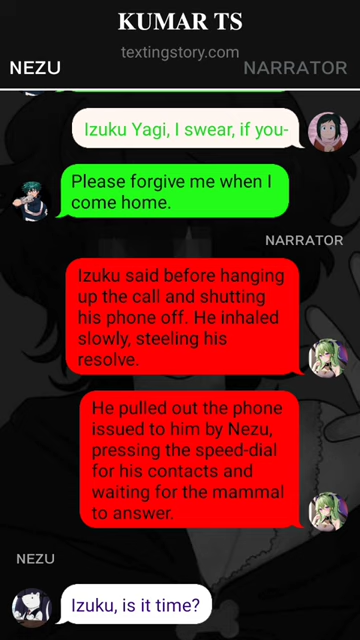 KUMAR TS
textingstory.com
NEZU
NARRATOR
Izuku Yagi, I swear, if you-
Please forgive me when I
come home.
NARRATOR
Izuku said before hanging
up the call and shutting
his phone off. He inhaled
slowly, steeling his
resolve.
He pulled out the phone
issued to him by Nezu,
pressing the speed-dial
for his contacts and
waiting for the mammal
to answer.
NEZU
Izuku, is it time?